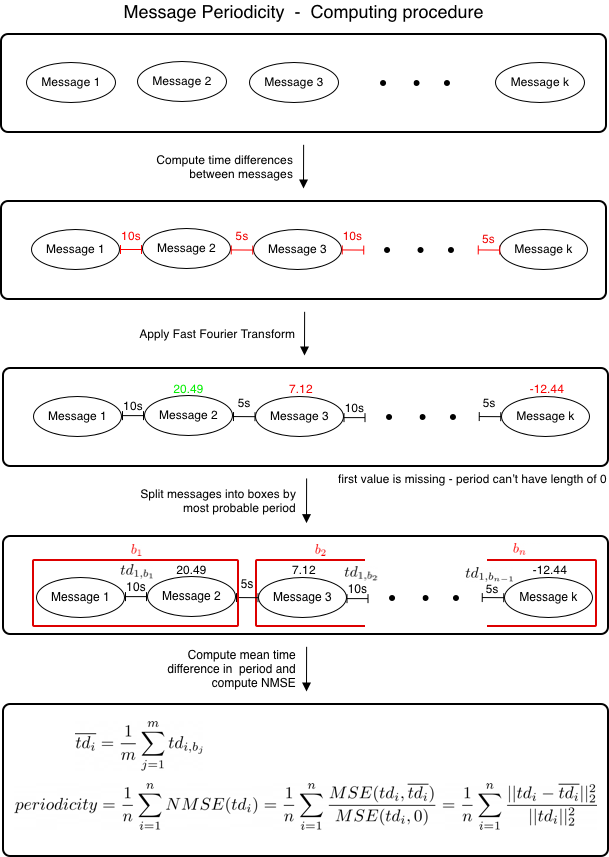 Message Periodicity - Computing procedure
Message 1 Message 2 Message 3 • • • Message k
Compute time differences
between messages
10s 5s 10s 5s
Message 1 Message 2 Message 3 • • • Message k
Apply Fast Fourier Transform
20.49 7.12 -12.44
10s 5s 10s 5s
Message 1 Message 2 Message 3 • • • Message k
first value is missing - period can't have length of 0
Split messages into boxes by
most probable period
b₁ b₂ bₙ
td_{1,b_1} 20.49 7.12 td_{1,b_2} td_{1,b_{n-1}} -12.44
10s 5s 10s 5s
Message 1 Message 2 Message 3 • • • Message k
Compute mean time
difference in period and
compute NMSE
\overline{td_i} = \frac{1}{m} \sum_{j=1}^{m} td_{i,b_j}
periodicity = \frac{1}{n} \sum_{i=1}^{n} NMSE(td_i) = \frac{1}{n} \sum_{i=1}^{n} \frac{MSE(td_i, \overline{td_i})}{MSE(td_i, 0)} = \frac{1}{n} \sum_{i=1}^{n} \frac{||td_i - \overline{td_i}||_2^2}{||td_i||_2^2}